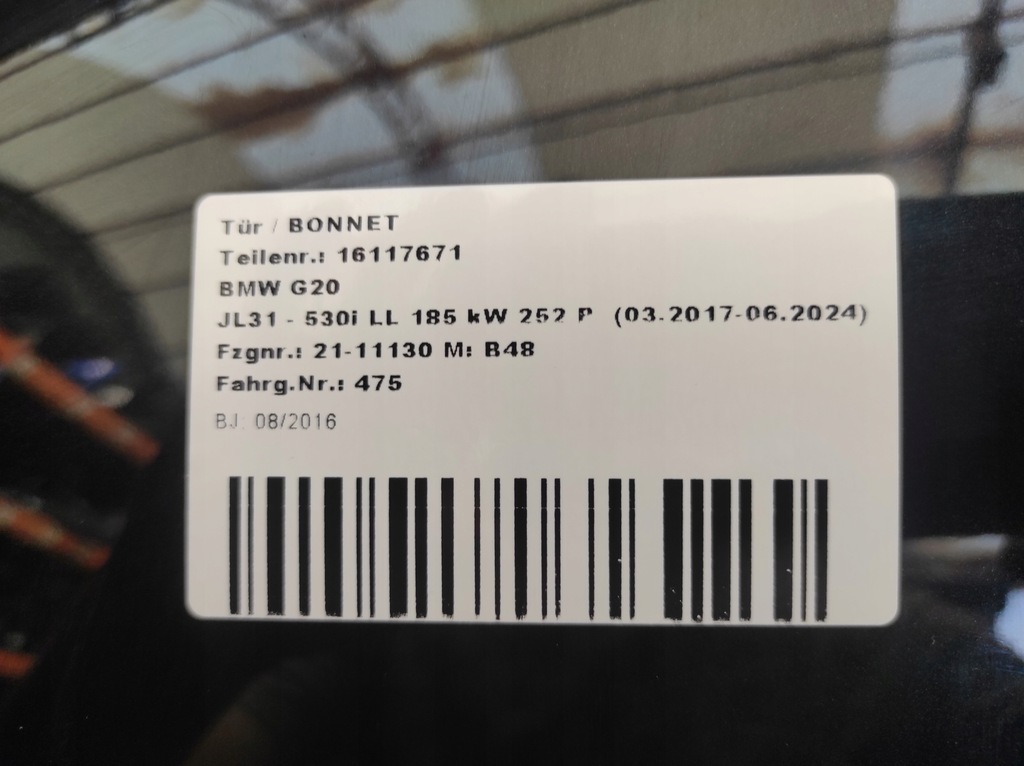 Tür / BONNET
Teilenr.: 16117671
BMW G20
JL31 - 530i LL 185 kW 252 P (03.2017-06.2024)
Fzgnr.: 21-11130 M: B48
Fahrg.Nr.: 475
BJ: 08/2016